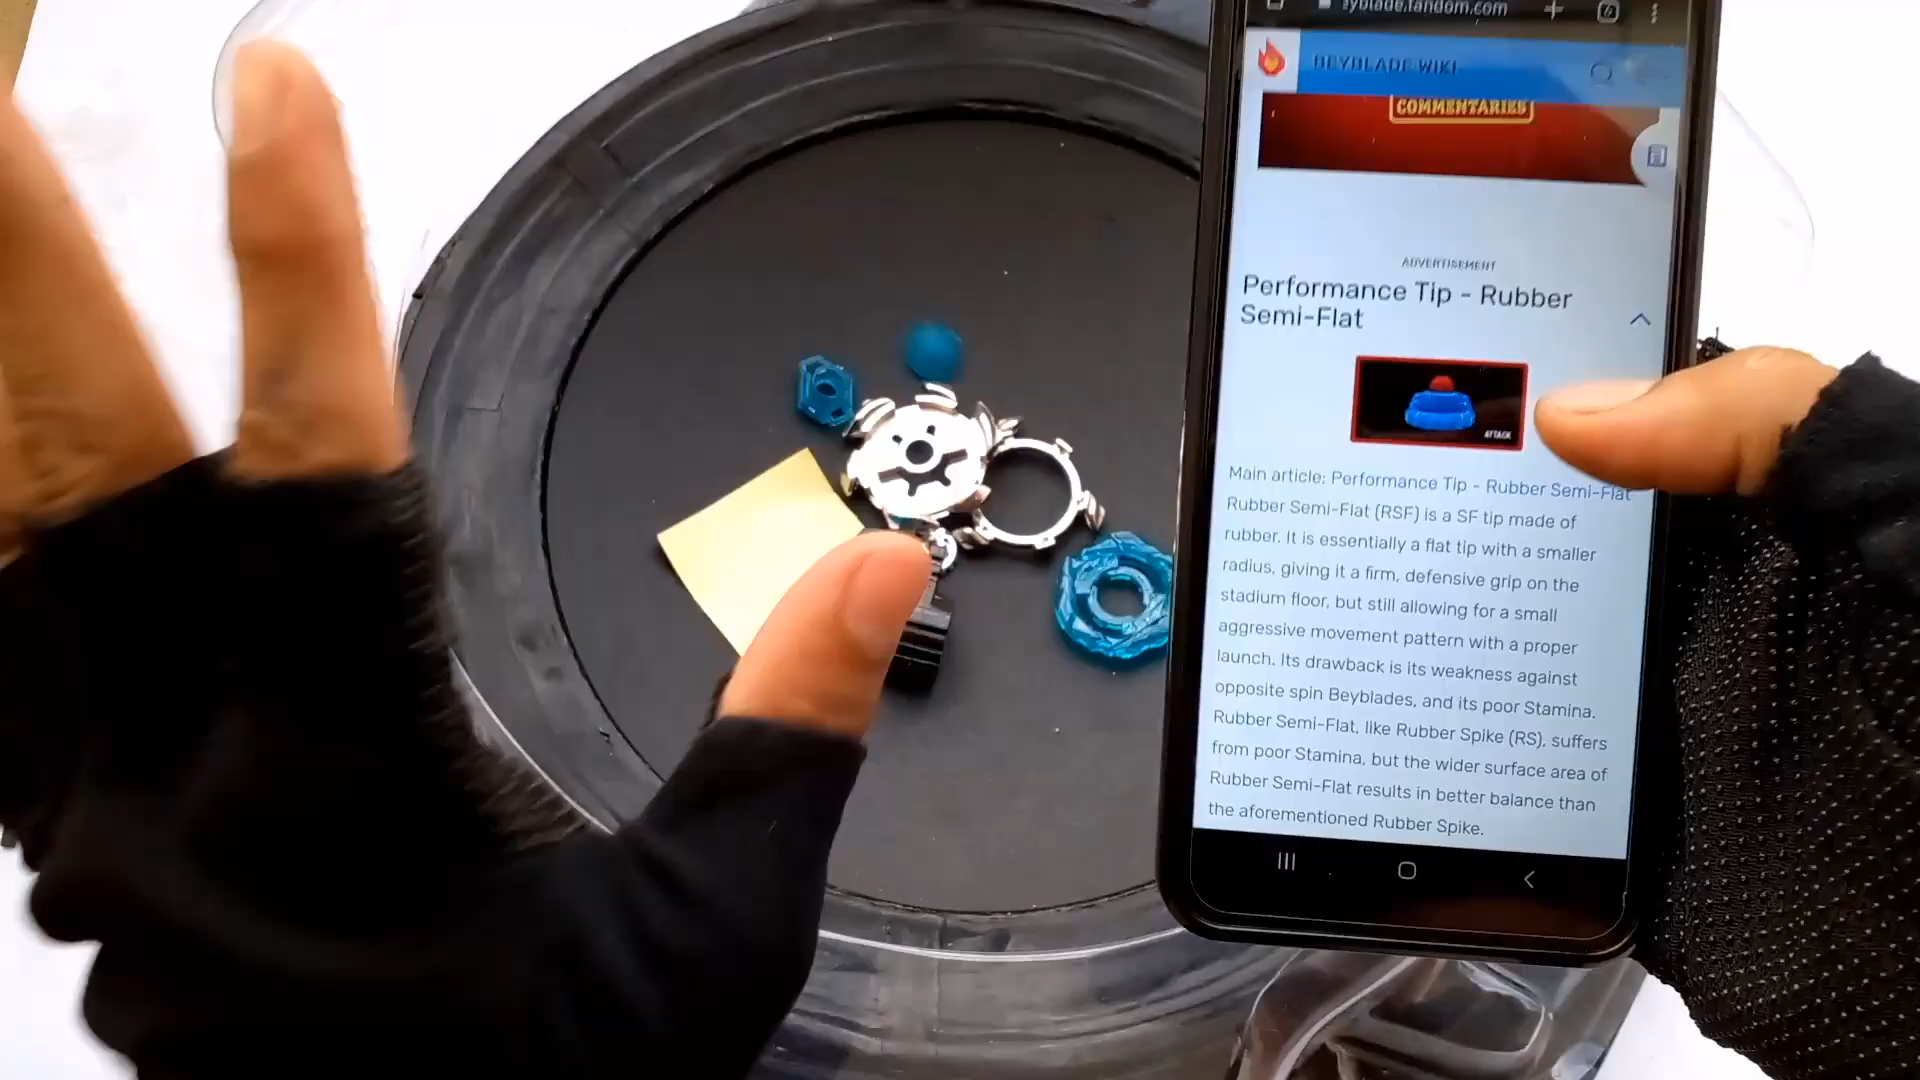 yblade.fandom.com
BEYBLADE WIKI
COMMENTARIES
ADVERTISEMENT
Performance Tip - Rubber
Semi-Flat
ATTACK
Main article: Performance Tip - Rubber Semi-Flat
Rubber Semi-Flat (RSF) is a SF tip made of
rubber. It is essentially a flat tip with a smaller
radius, giving it a firm, defensive grip on the
stadium floor, but still allowing for a small
aggressive movement pattern with a proper
launch. Its drawback is its weakness against
opposite spin Beyblades, and its poor Stamina.
Rubber Semi-Flat, like Rubber Spike (RS), suffers
from poor Stamina, but the wider surface area of
Rubber Semi-Flat results in better balance than
the aforementioned Rubber Spike.